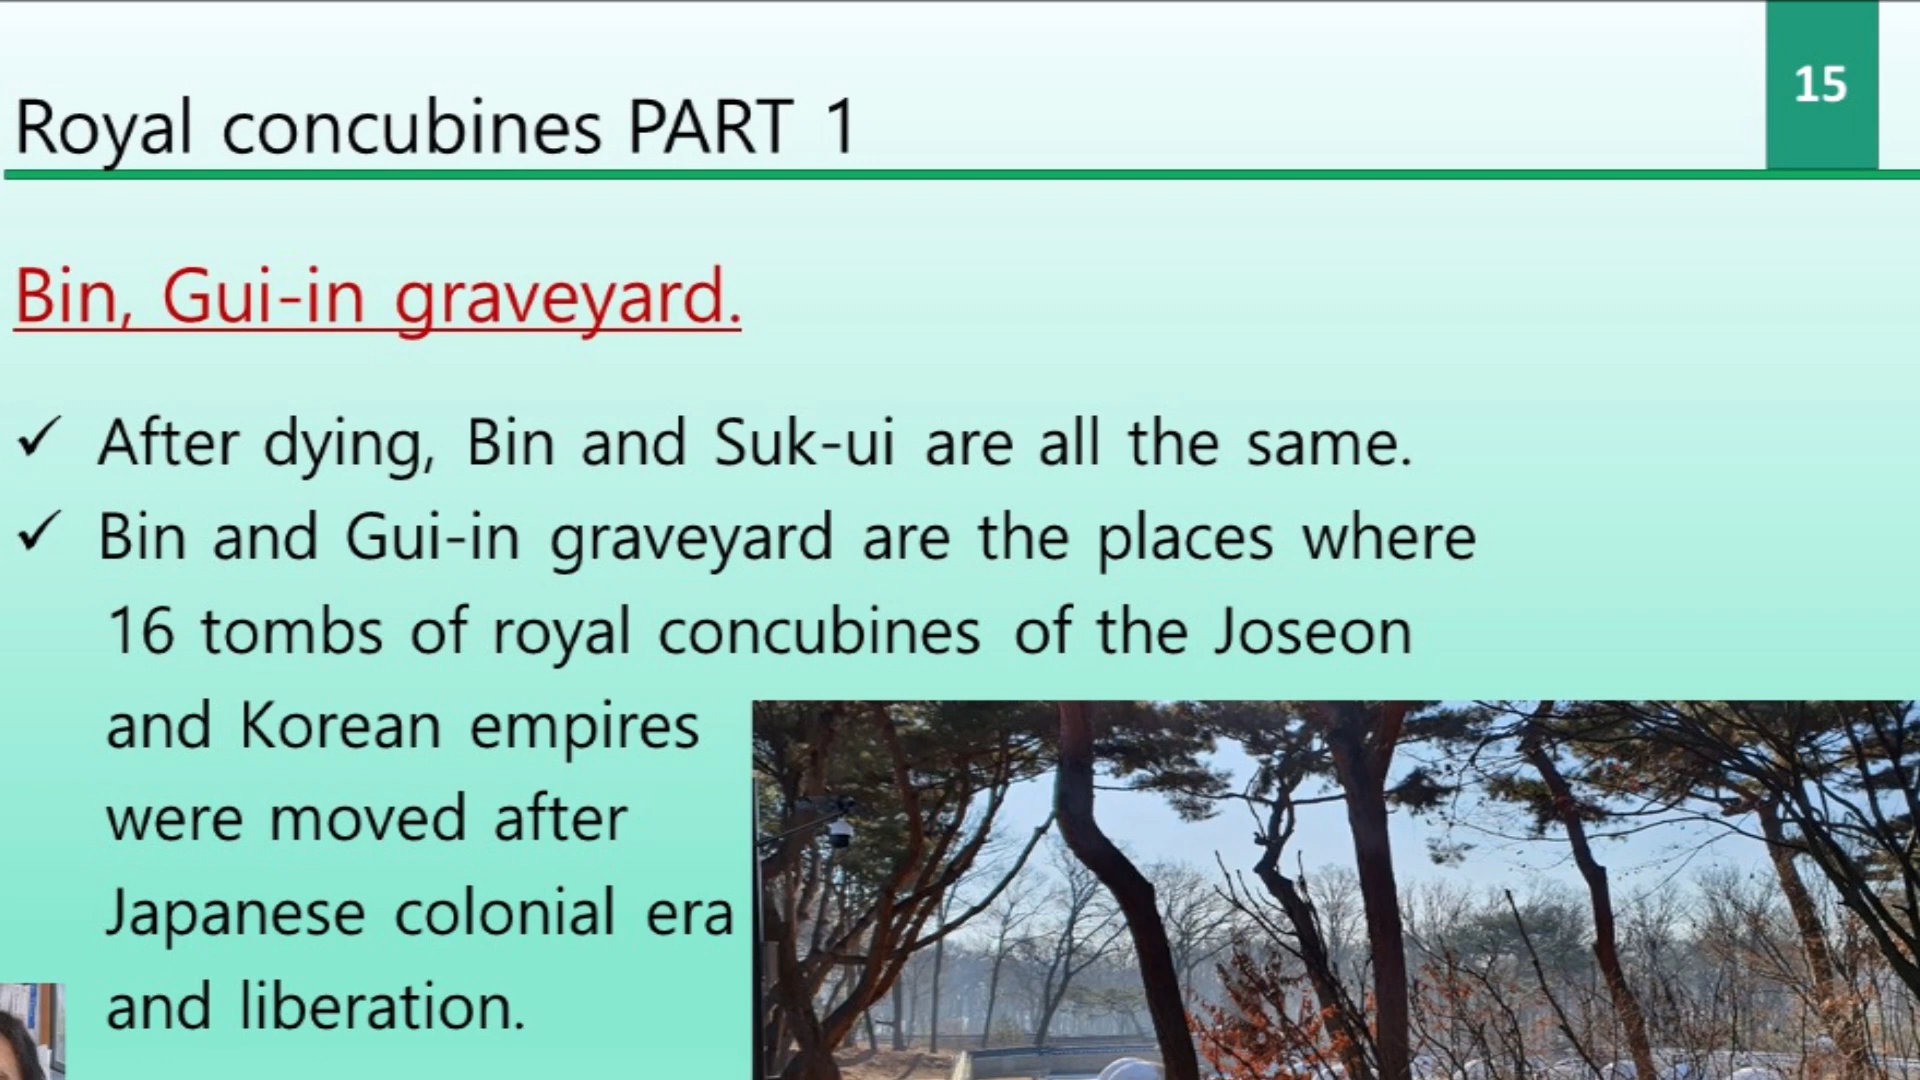 15
Royal concubines PART 1
Bin, Gui-in graveyard.
✓ After dying, Bin and Suk-ui are all the same.
✓ Bin and Gui-in graveyard are the places where
16 tombs of royal concubines of the Joseon
and Korean empires
were moved after
Japanese colonial era
and liberation.